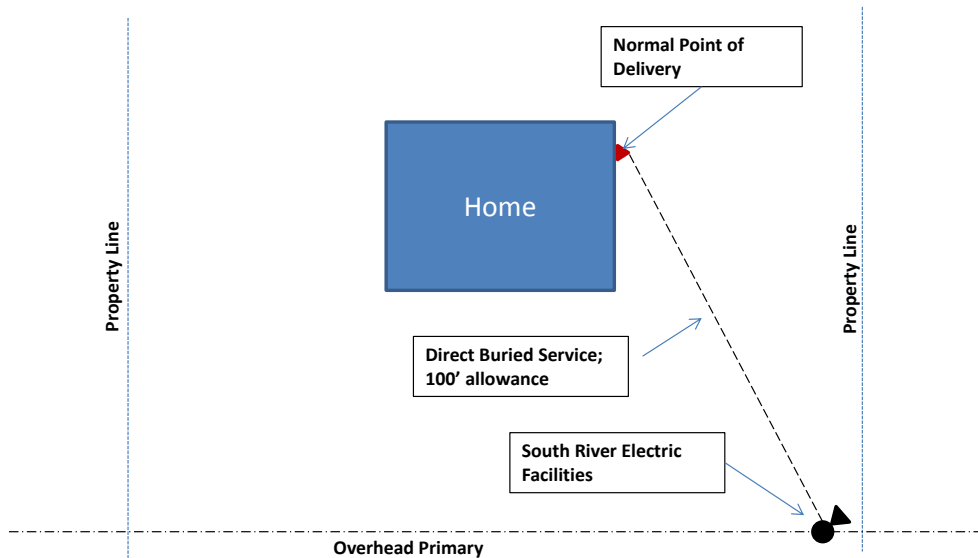 Normal Point of
Delivery
Home
Property Line
Property Line
Direct Buried Service;
100’ allowance
South River Electric
Facilities
Overhead Primary